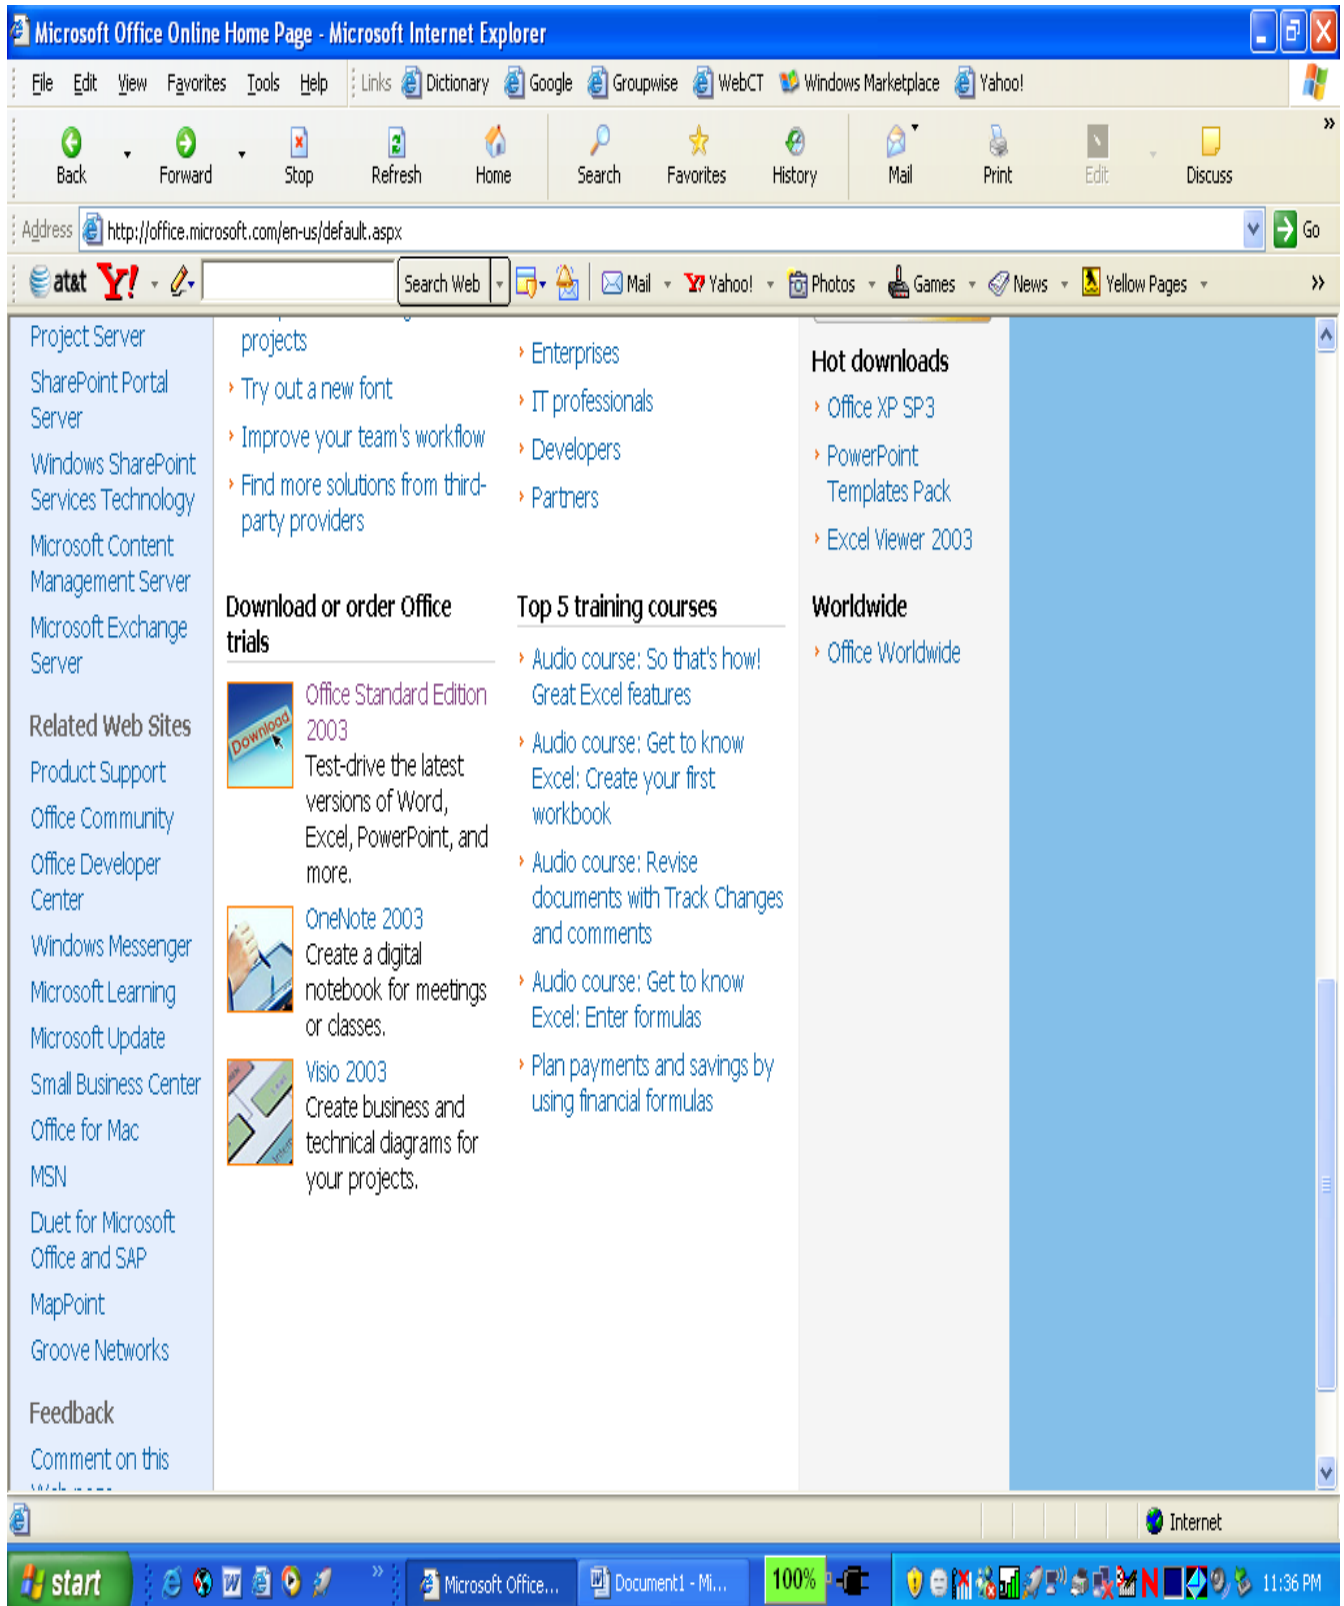 Microsoft Office Online Home Page - Microsoft Internet Explorer
File Edit View Favorites Tools Help Links Dictionary Google Groupwise WebCT Windows Marketplace Yahoo!
Back Forward Stop Refresh Home Search Favorites History Mail Print Edit Discuss
Address http://office.microsoft.com/en-us/default.aspx Go
at&t Y! Search Web Mail Yahoo! Photos Games News Yellow Pages
Project Server
SharePoint Portal
Server
Windows SharePoint
Services Technology
Microsoft Content
Management Server
Microsoft Exchange
Server
Related Web Sites
Product Support
Office Community
Office Developer
Center
Windows Messenger
Microsoft Learning
Microsoft Update
Small Business Center
Office for Mac
MSN
Duet for Microsoft
Office and SAP
MapPoint
Groove Networks
Feedback
Comment on this
projects
Try out a new font
Improve your team's workflow
Find more solutions from third-
party providers
Download or order Office
trials
Download
Office Standard Edition
2003
Test-drive the latest
versions of Word,
Excel, PowerPoint, and
more.
OneNote 2003
Create a digital
notebook for meetings
or classes.
Visio 2003
Create business and
technical diagrams for
your projects.
Enterprises
IT professionals
Developers
Partners
Top 5 training courses
Audio course: So that's how!
Great Excel features
Audio course: Get to know
Excel: Create your first
workbook
Audio course: Revise
documents with Track Changes
and comments
Audio course: Get to know
Excel: Enter formulas
Plan payments and savings by
using financial formulas
Hot downloads
Office XP SP3
PowerPoint
Templates Pack
Excel Viewer 2003
Worldwide
Office Worldwide
Internet
start Microsoft Office... Document1 - Mi... 100% 11:36 PM